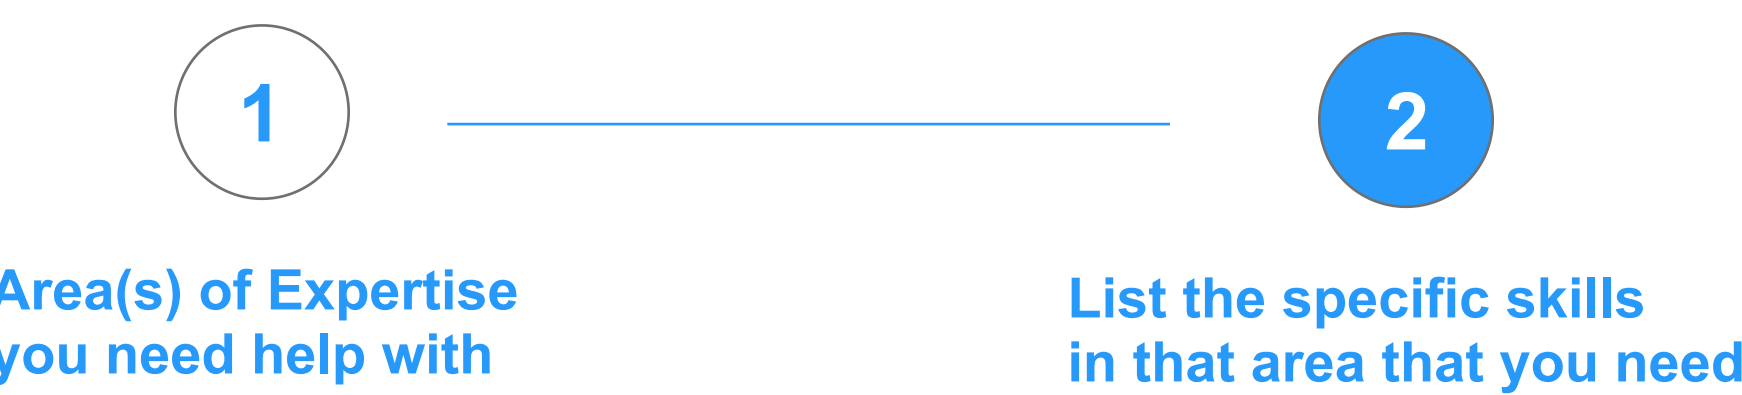 1
2
Area(s) of Expertise
you need help with
List the specific skills
in that area that you need